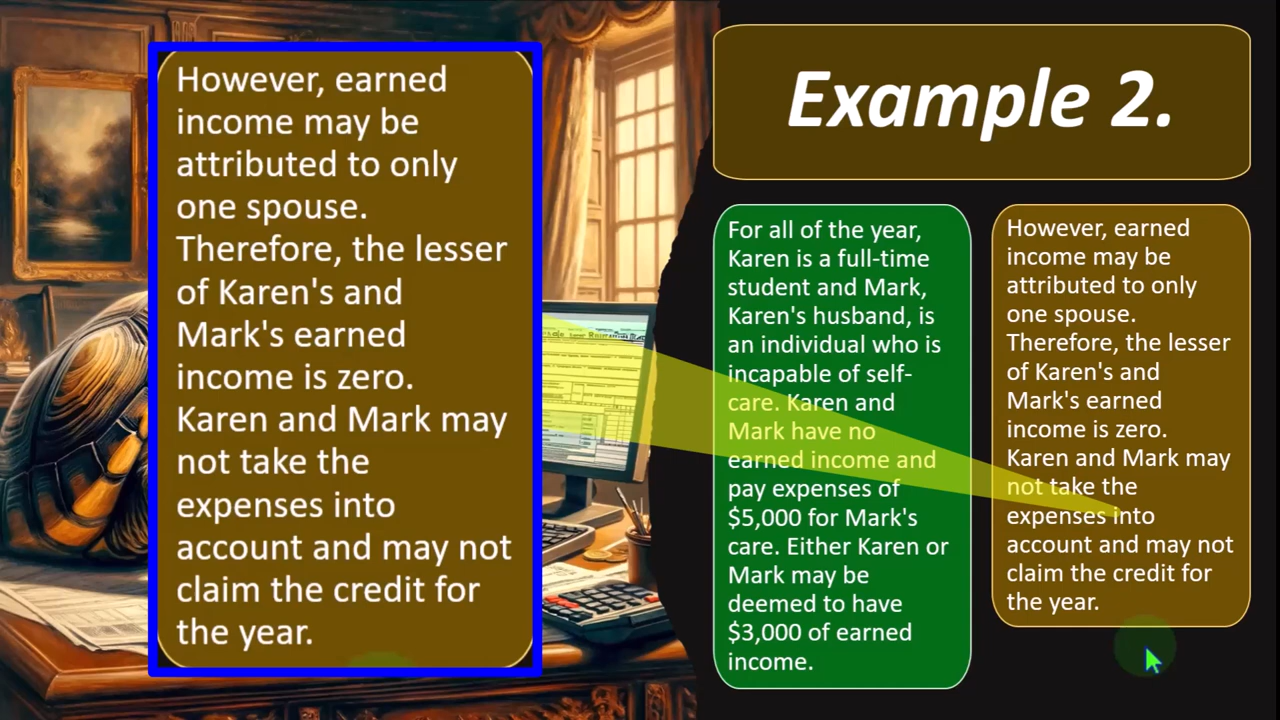 However, earned
income may be
attributed to only
one spouse.
Therefore, the lesser
of Karen's and
Mark's earned
income is zero.
Karen and Mark may
not take the
expenses into
account and may not
claim the credit for
the year.
Example 2.
For all of the year,
Karen is a full-time
student and Mark,
Karen's husband, is
an individual who is
incapable of self-
care. Karen and
Mark have no
earned income and
pay expenses of
$5,000 for Mark's
care. Either Karen or
Mark may be
deemed to have
$3,000 of earned
income.
However, earned
income may be
attributed to only
one spouse.
Therefore, the lesser
of Karen's and
Mark's earned
income is zero.
Karen and Mark may
not take the
expenses into
account and may not
claim the credit for
the year.